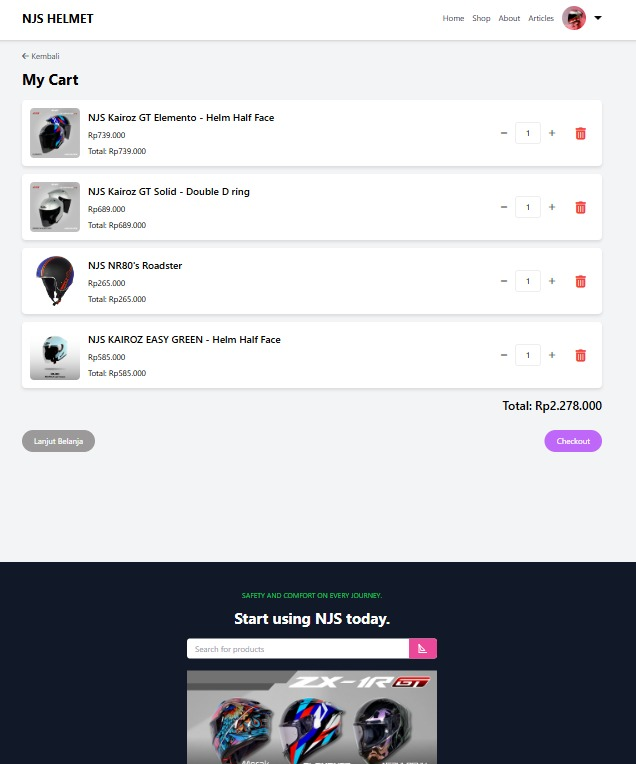 NJS HELMET
Home Shop About Articles
Kembali
My Cart
NJS Kairoz GT Elemento - Helm Half Face
Rp739.000
Total: Rp739.000
1
NJS Kairoz GT Solid - Double D ring
Rp689.000
Total: Rp689.000
1
NJS NR80's Roadster
Rp265.000
Total: Rp265.000
1
NJS KAIROZ EASY GREEN - Helm Half Face
Rp585.000
Total: Rp585.000
1
Total: Rp2.278.000
Lanjut Belanja
Checkout
SAFETY AND COMFORT ON EVERY JOURNEY.
Start using NJS today.
Search for products
ZX-1R GT